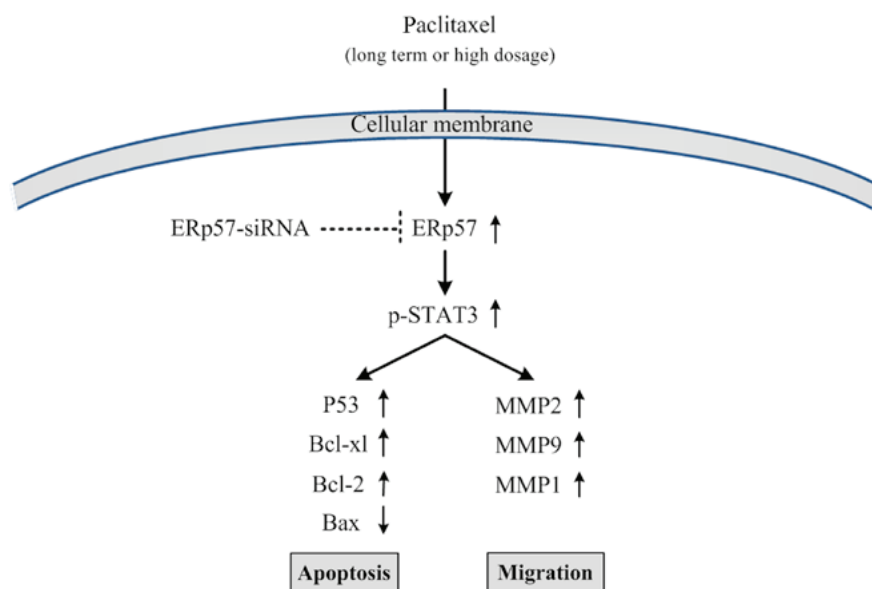 Paclitaxel
(long term or high dosage)
Cellular membrane
ERp57-siRNA ERp57 ↑
p-STAT3 ↑
P53 ↑ MMP2 ↑
Bcl-xl ↑ MMP9 ↑
Bcl-2 ↑ MMP1 ↑
Bax ↓
Apoptosis Migration